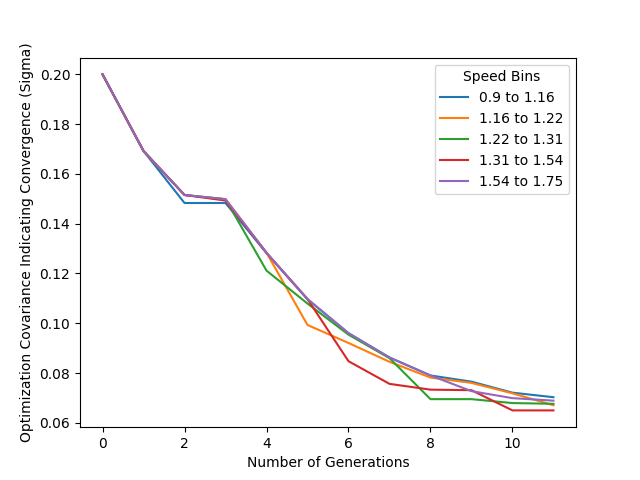 Optimization Covariance Indicating Convergence (Sigma)
0.20
0.18
0.16
0.14
0.12
0.10
0.08
0.06
Speed Bins
0.9 to 1.16
1.16 to 1.22
1.22 to 1.31
1.31 to 1.54
1.54 to 1.75
0 2 4 6 8 10
Number of Generations